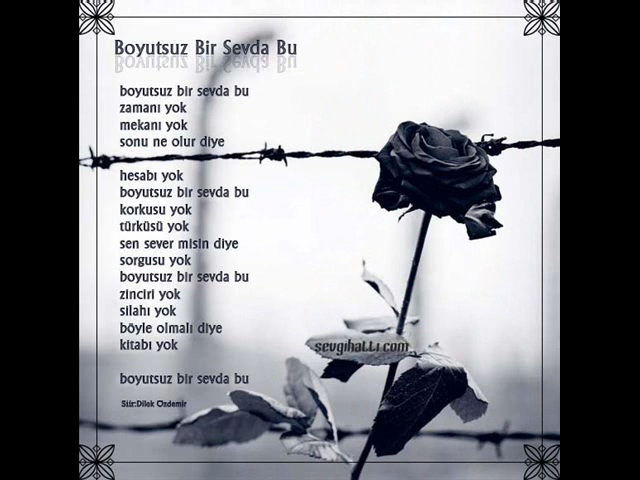 Boyutsuz Bir Sevda Bu
boyutsuz bir sevda bu
zamanı yok
mekanı yok
sonu ne olur diye
hesabı yok
boyutsuz bir sevda bu
korkusu yok
türküsü yok
sen sever misin diye
sorgusu yok
boyutsuz bir sevda bu
zinciri yok
silahı yok
böyle olmalı diye
kitabı yok
boyutsuz bir sevda bu
Şiir:Dilek Özdemir
sevgihalli.com